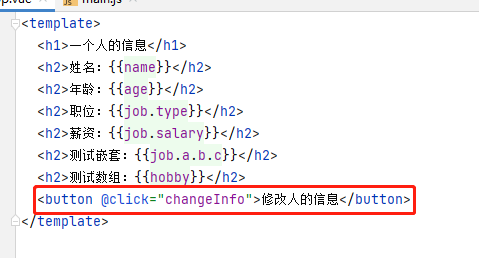 main.js
<template>
<h1>一个人的信息</h1>
<h2>姓名：{{name}}</h2>
<h2>年龄：{{age}}</h2>
<h2>职位：{{job.type}}</h2>
<h2>薪资：{{job.salary}}</h2>
<h2>测试嵌套：{{job.a.b.c}}</h2>
<h2>测试数组：{{hobby}}</h2>
<button @click="changeInfo">修改人的信息</button>
</template>